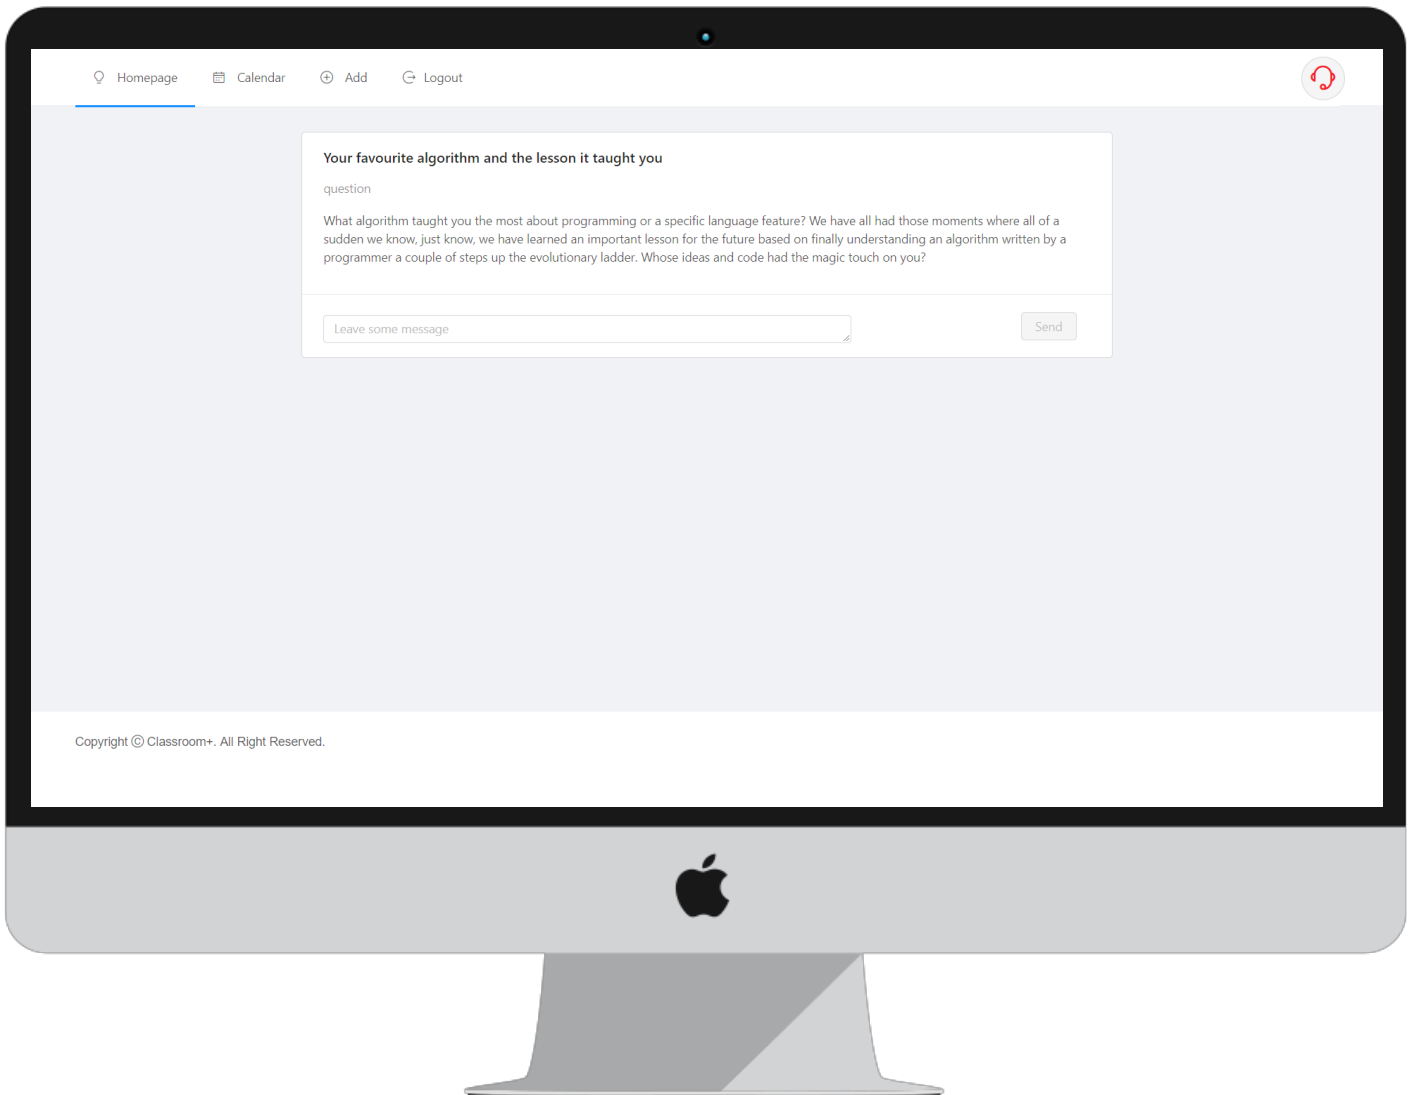 Homepage
Calendar
Add
Logout
Your favourite algorithm and the lesson it taught you
question
What algorithm taught you the most about programming or a specific language feature? We have all had those moments where all of a
sudden we know, just know, we have learned an important lesson for the future based on finally understanding an algorithm written by a
programmer a couple of steps up the evolutionary ladder. Whose ideas and code had the magic touch on you?
Leave some message
Send
Copyright © Classroom+. All Right Reserved.